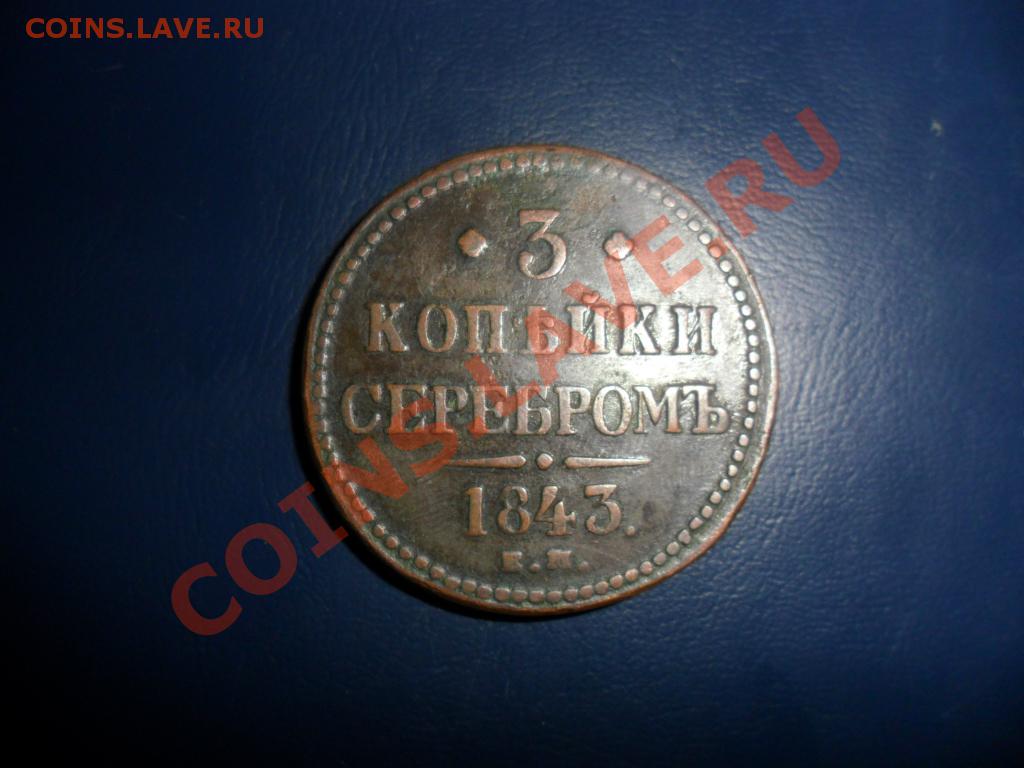 COINS.LAVE.RU
3
КОПѢЙКИ
СЕРЕБРОМЪ
1843.
Е.М.
COINS.LAVE.RU